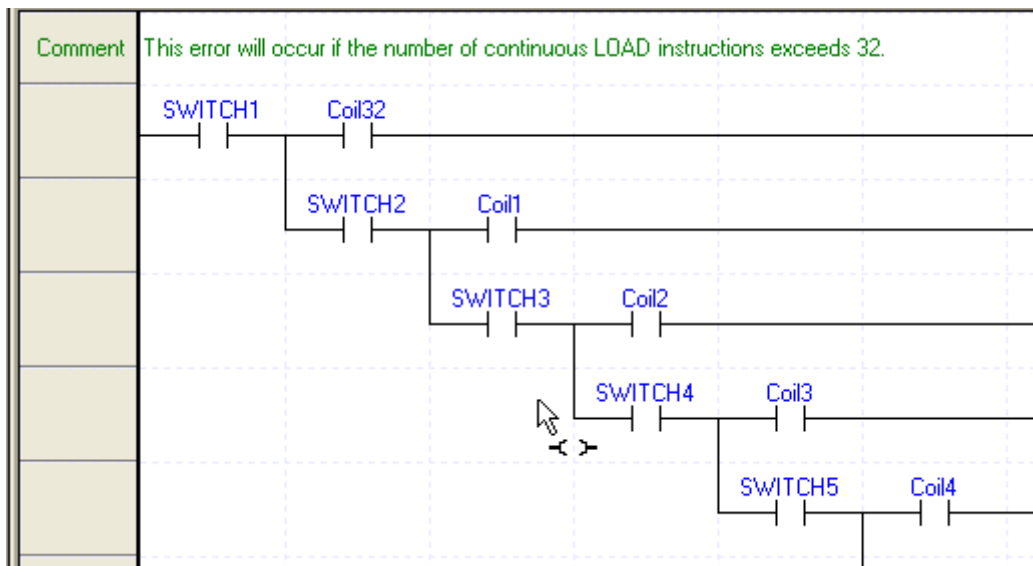 Comment This error will occur if the number of continuous LOAD instructions exceeds 32.
SWITCH1 Coil32
SWITCH2 Coil1
SWITCH3 Coil2
SWITCH4 Coil3
SWITCH5 Coil4